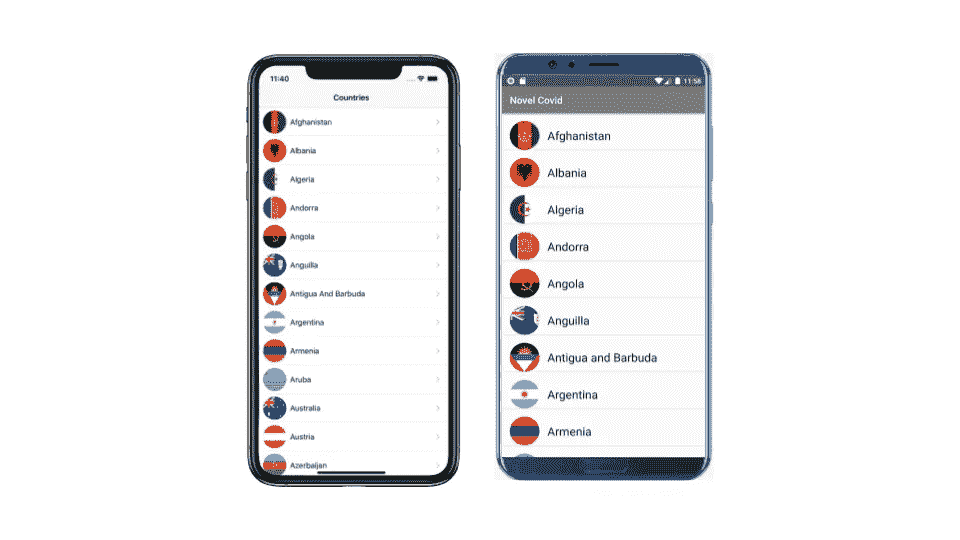 11:40
Countries
Afghanistan
Albania
Algeria
Andorra
Angola
Anguilla
Antigua And Barbuda
Argentina
Armenia
Aruba
Australia
Austria
Azerbaijan
11:58
Novel Covid
Afghanistan
Albania
Algeria
Andorra
Angola
Anguilla
Antigua and Barbuda
Argentina
Armenia